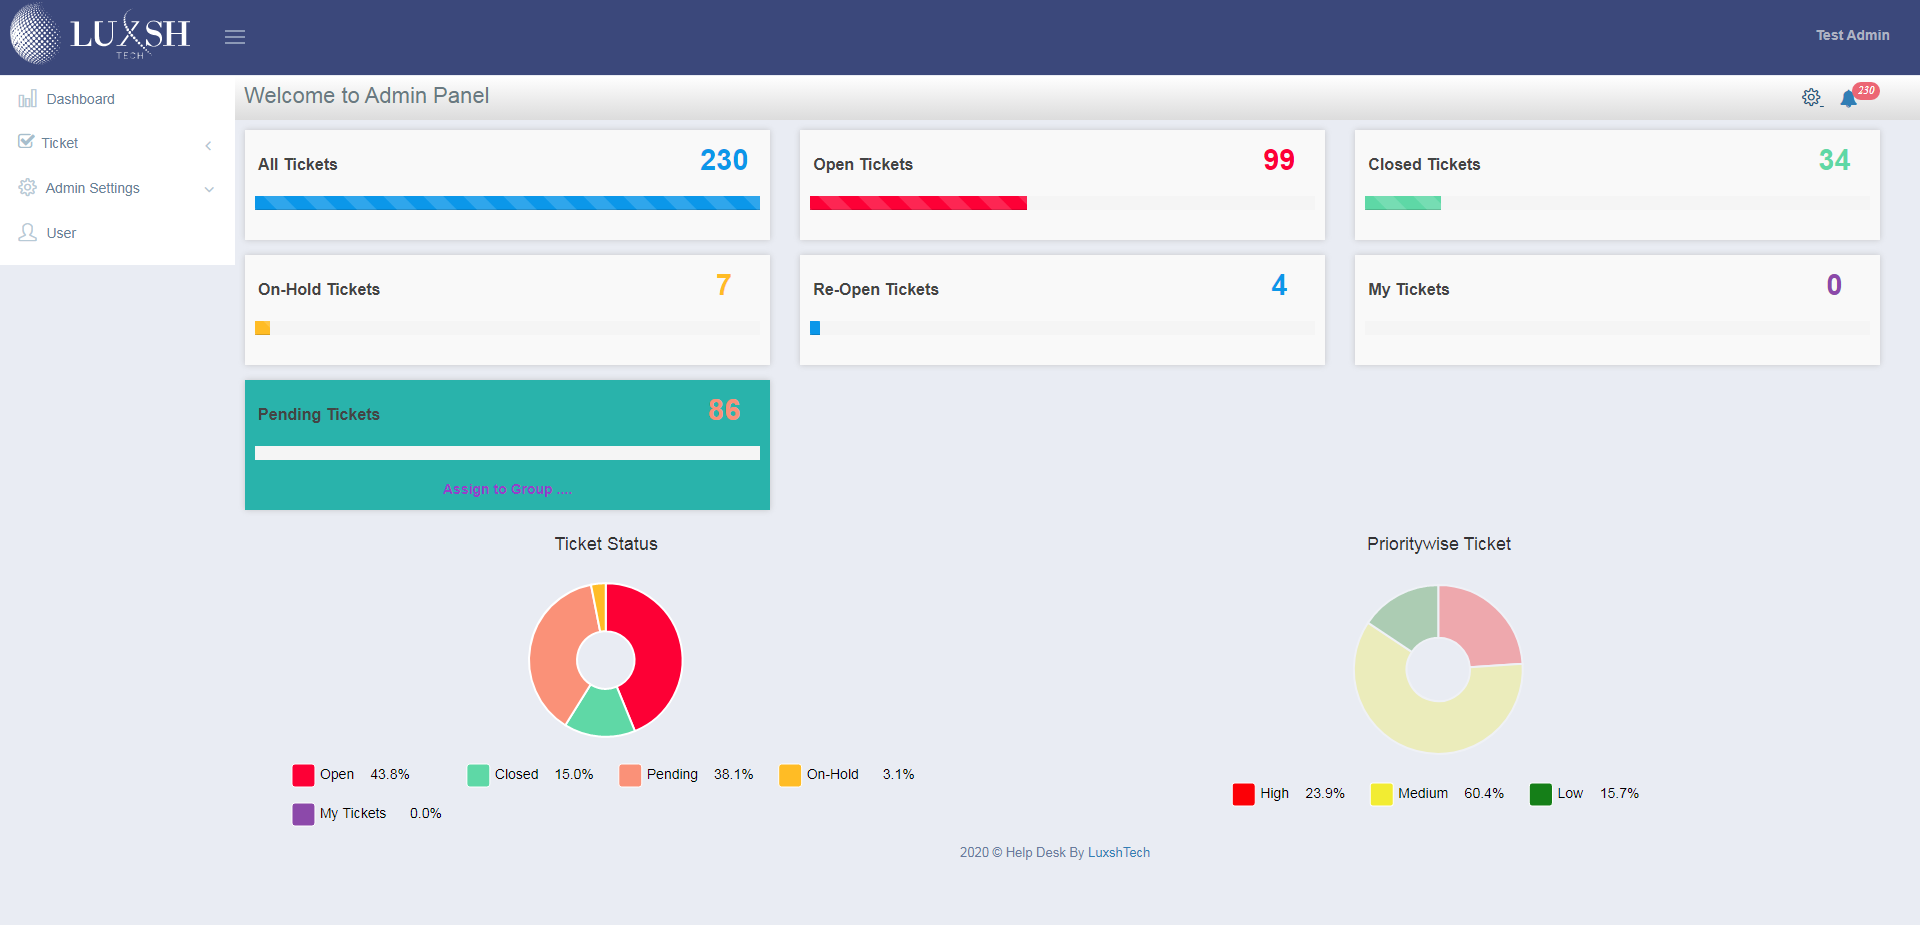 LUXSH
TECH
Test Admin
Dashboard
Ticket
Admin Settings
User
Welcome to Admin Panel
230
All Tickets 230
Open Tickets 99
Closed Tickets 34
On-Hold Tickets 7
Re-Open Tickets 4
My Tickets 0
Pending Tickets 86
Assign to Group ....
Ticket Status
Open 43.8% Closed 15.0% Pending 38.1% On-Hold 3.1%
My Tickets 0.0%
Prioritywise Ticket
High 23.9% Medium 60.4% Low 15.7%
2020 © Help Desk By LuxshTech